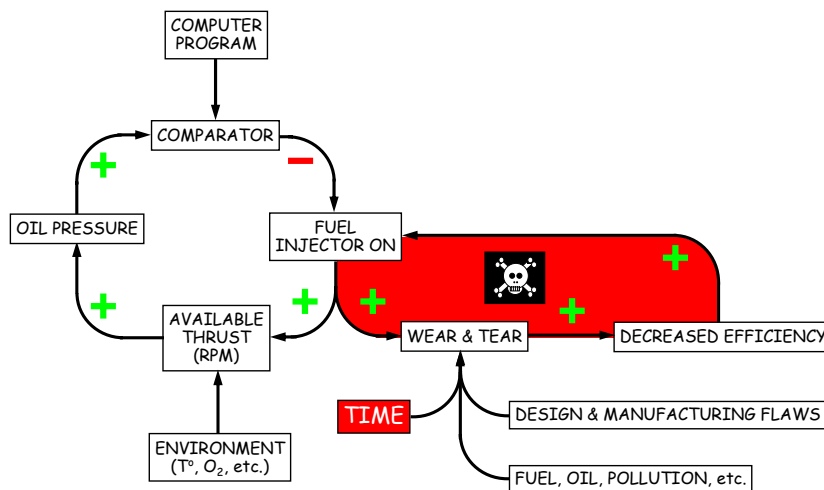 COMPUTER
PROGRAM
COMPARATOR
+
−
OIL PRESSURE
FUEL
INJECTOR ON
+
+
+
+
+
AVAILABLE
THRUST
(RPM)
WEAR & TEAR
DECREASED EFFICIENCY
TIME
DESIGN & MANUFACTURING FLAWS
ENVIRONMENT
(T°, O₂, etc.)
FUEL, OIL, POLLUTION, etc.